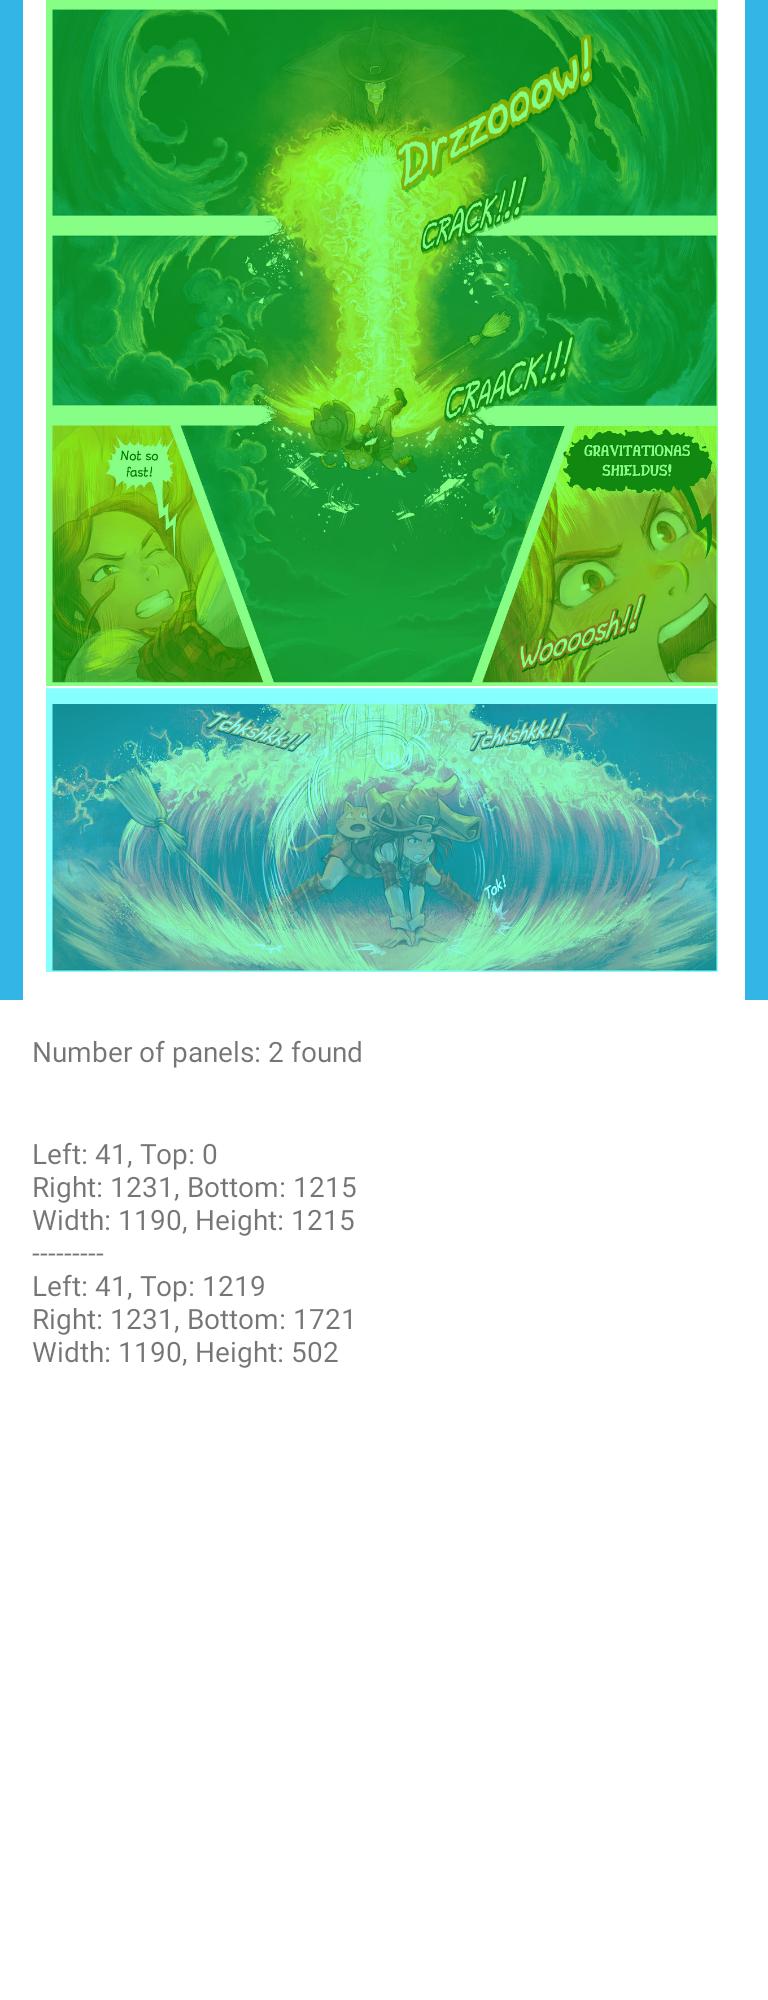 Drzzooow!
CRACK!!!
CRAACK!!!
Not so
fast!
GRAVITATIONAS
SHIELDUS!
Woooosh!!
Tchkshkk!!
Tchkshkk!!
Tok!
Number of panels: 2 found
Left: 41, Top: 0
Right: 1231, Bottom: 1215
Width: 1190, Height: 1215
---------
Left: 41, Top: 1219
Right: 1231, Bottom: 1721
Width: 1190, Height: 502